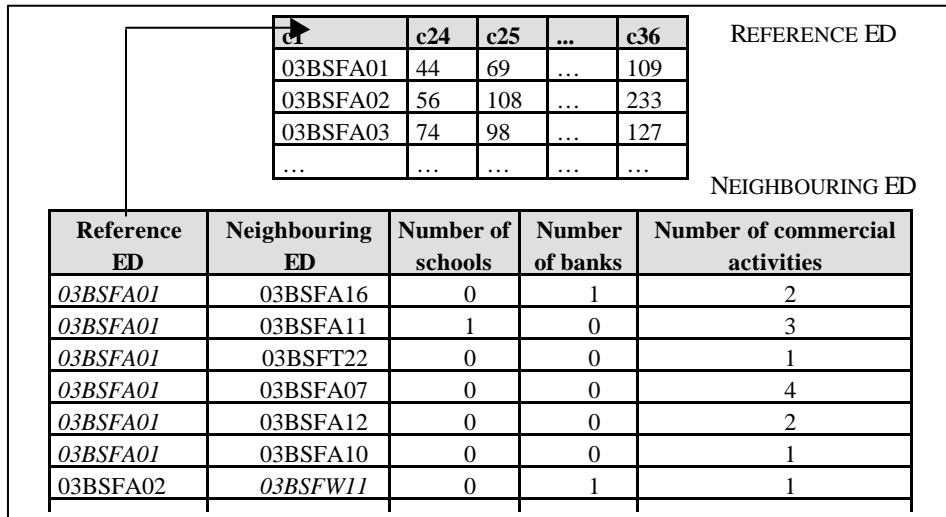 REFERENCE ED
c1 c24 c25 ... c36
03BSFA01 44 69 … 109
03BSFA02 56 108 … 233
03BSFA03 74 98 … 127
… … … … …
NEIGHBOURING ED
Reference ED Neighbouring ED Number of schools Number of banks Number of commercial activities
03BSFA01 03BSFA16 0 1 2
03BSFA01 03BSFA11 1 0 3
03BSFA01 03BSFT22 0 0 1
03BSFA01 03BSFA07 0 0 4
03BSFA01 03BSFA12 0 0 2
03BSFA01 03BSFA10 0 0 1
03BSFA02 03BSFW11 0 1 1